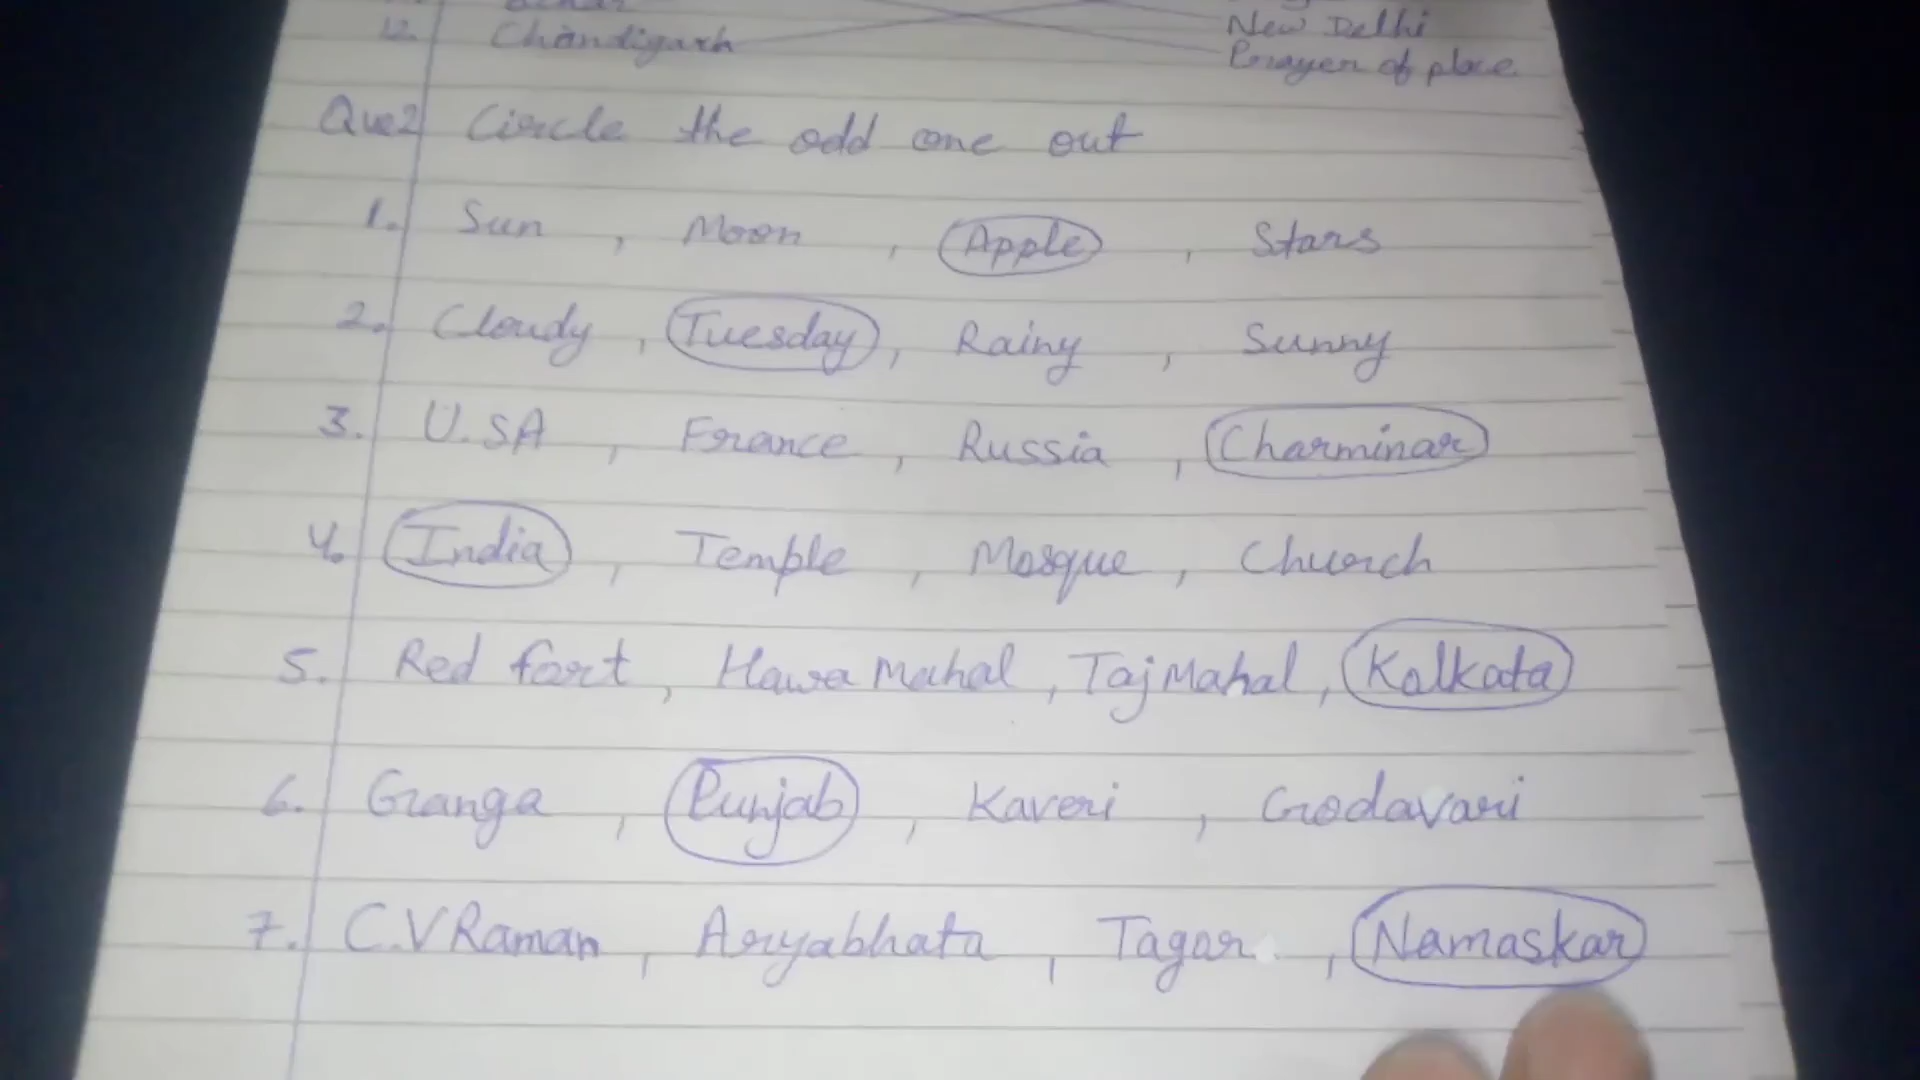 12. Chandigarh
New Delhi
Prayer of place
Que2 Circle the odd one out
1. Sun , Moon , Apple , Stars
2. Cloudy , Tuesday , Rainy , Sunny
3. U.SA , France , Russia , Charminar
4. India , Temple , Mosque , Church
5. Red fort , Hawa Mahal , Taj Mahal , Kolkata
6. Ganga , Punjab , Kaveri , Godavari
7. C.V Raman , Aryabhata , Tagor , Namaskar